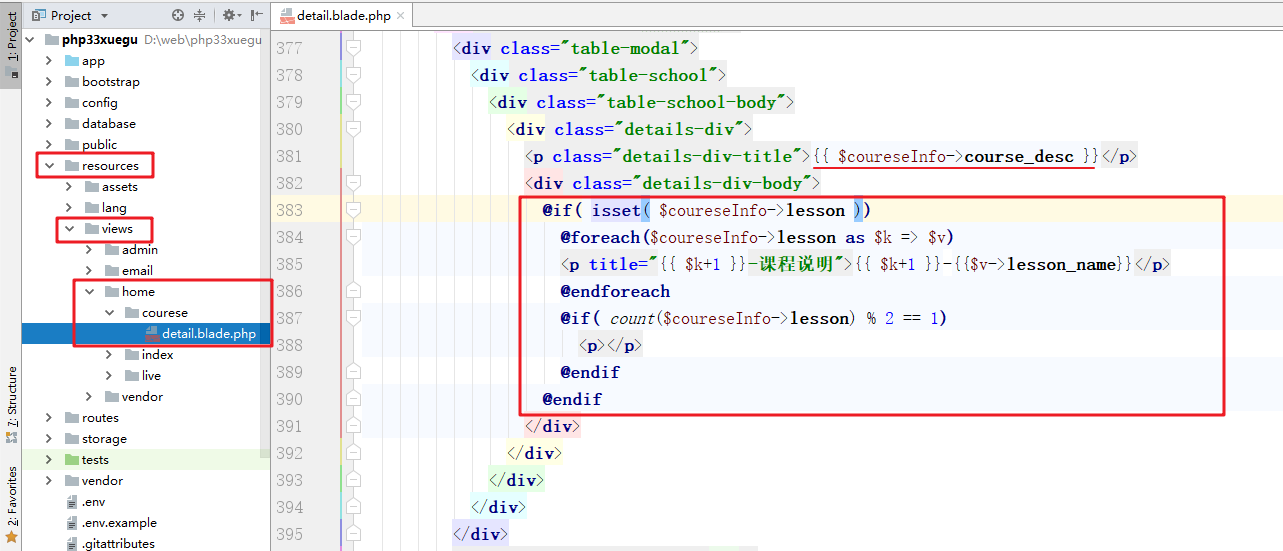 Project
detail.blade.php
1: Project
php33xuegu D:\web\php33xuegu
app
bootstrap
config
database
public
resources
assets
lang
views
admin
email
home
courese
detail.blade.php
index
live
vendor
routes
storage
tests
vendor
.env
.env.example
.gitattributes
7: Structure
2: Favorites
377 <div class="table-modal">
378 <div class="table-school">
379 <div class="table-school-body">
380 <div class="details-div">
381 <p class="details-div-title">{{ $coureseInfo->course_desc }}</p>
382 <div class="details-div-body">
383 @if( isset( $coureseInfo->lesson ))
384 @foreach($coureseInfo->lesson as $k => $v)
385 <p title="{{ $k+1 }}-课程说明">{{ $k+1 }}-{{$v->lesson_name}}</p>
386 @endforeach
387 @if( count($coureseInfo->lesson) % 2 == 1)
388 <p></p>
389 @endif
390 @endif
391 </div>
392 </div>
393 </div>
394 </div>
395 </div>